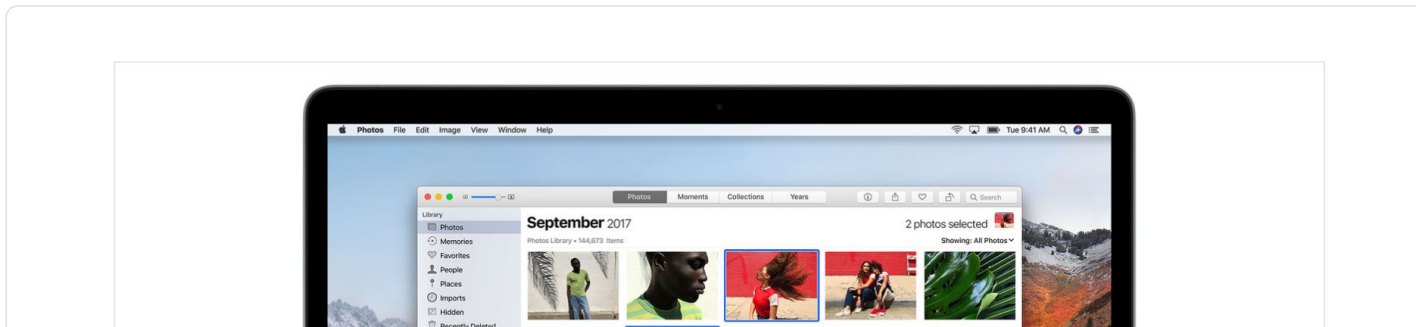 Photos File Edit Image View Window Help
Tue 9:41 AM
Photos Moments Collections Years
Search
Library
Photos
Memories
Favorites
People
Places
Imports
Hidden
Recently Deleted
September 2017
2 photos selected
Photos Library • 144,673 Items
Showing: All Photos